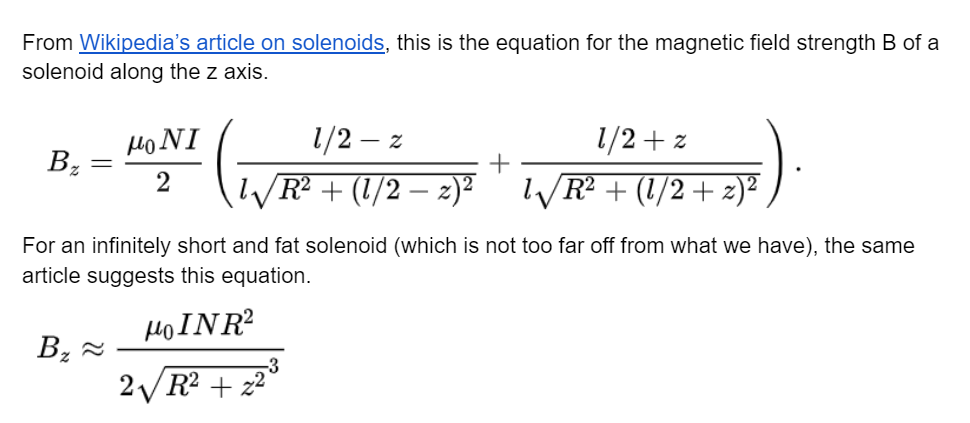 From Wikipedia's article on solenoids, this is the equation for the magnetic field strength B of a
solenoid along the z axis.
B_z = \frac{\mu_0 N I}{2} \left( \frac{l/2 - z}{l\sqrt{R^2 + (l/2 - z)^2}} + \frac{l/2 + z}{l\sqrt{R^2 + (l/2 + z)^2}} \right).
For an infinitely short and fat solenoid (which is not too far off from what we have), the same
article suggests this equation.
B_z \approx \frac{\mu_0 I N R^2}{2\sqrt{R^2 + z^2}^3}